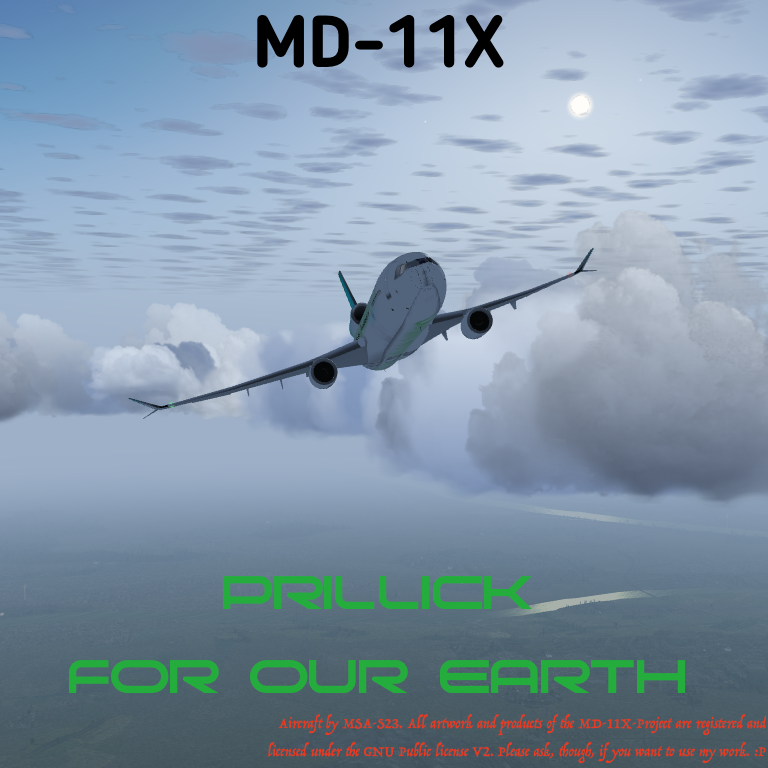 MD-11X
PRILLICK
FOR OUR EARTH
Aircraft by MSA-S23. All artwork and products of the MD-11X-Project are registered and
licensed under the GNU Public license V2. Please ask, though, if you want to use my work. :P